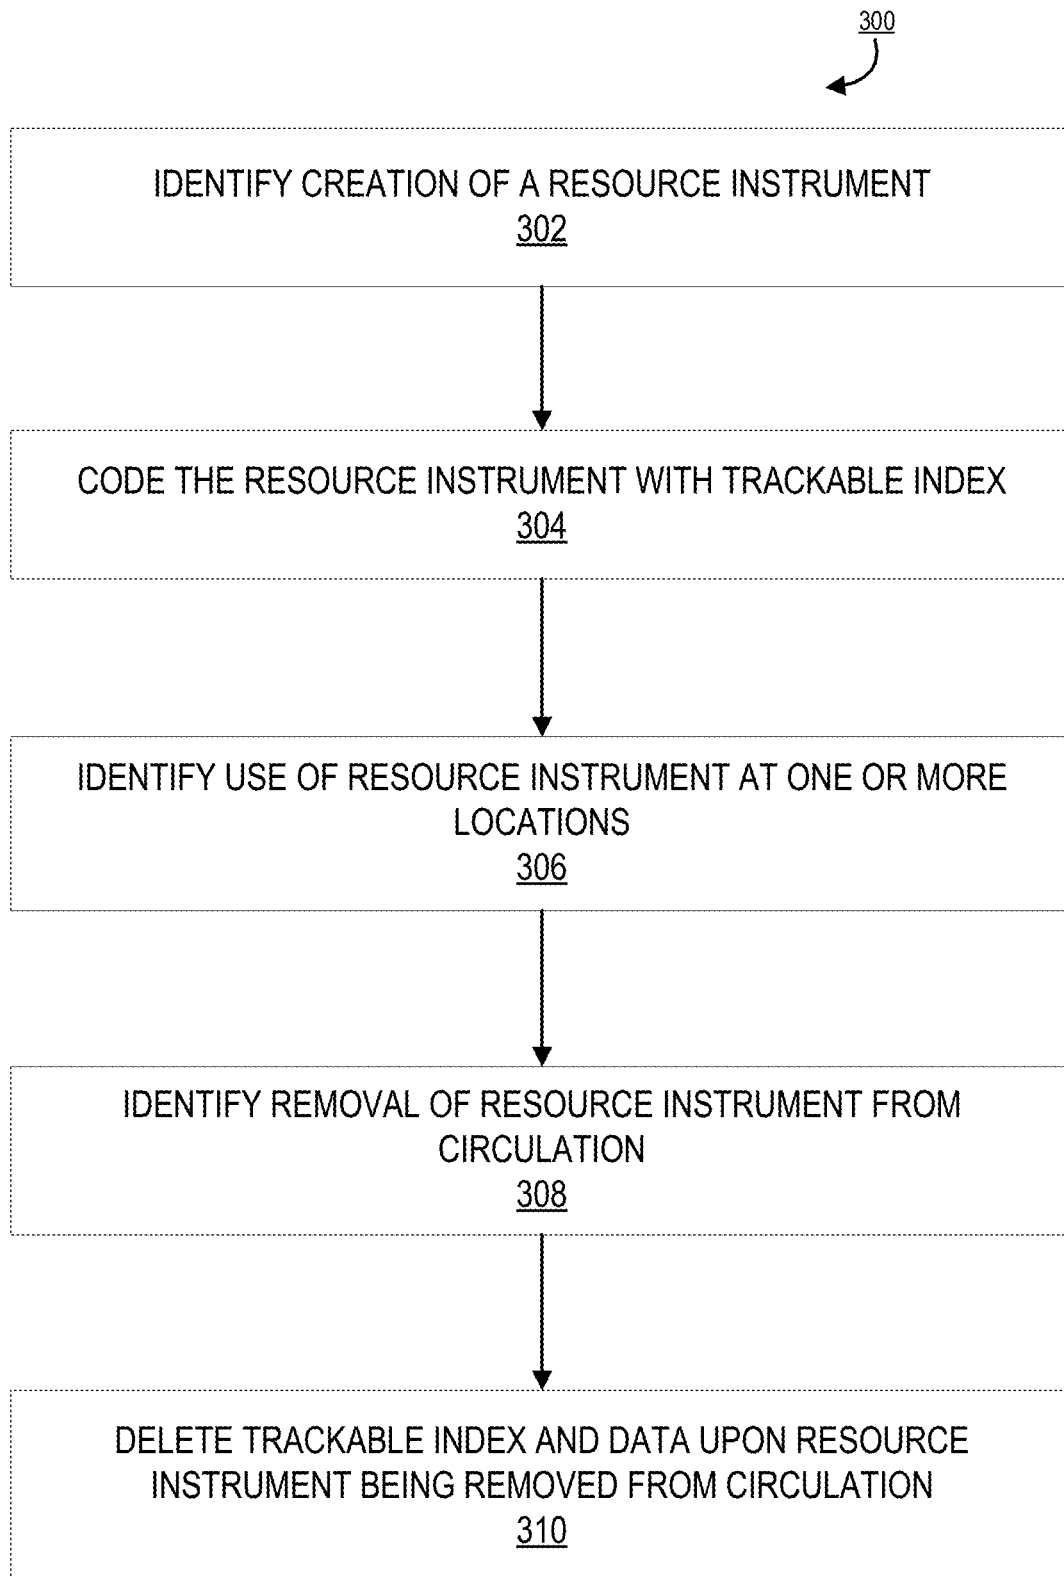 300
IDENTIFY CREATION OF A RESOURCE INSTRUMENT
302
CODE THE RESOURCE INSTRUMENT WITH TRACKABLE INDEX
304
IDENTIFY USE OF RESOURCE INSTRUMENT AT ONE OR MORE
LOCATIONS
306
IDENTIFY REMOVAL OF RESOURCE INSTRUMENT FROM
CIRCULATION
308
DELETE TRACKABLE INDEX AND DATA UPON RESOURCE
INSTRUMENT BEING REMOVED FROM CIRCULATION
310